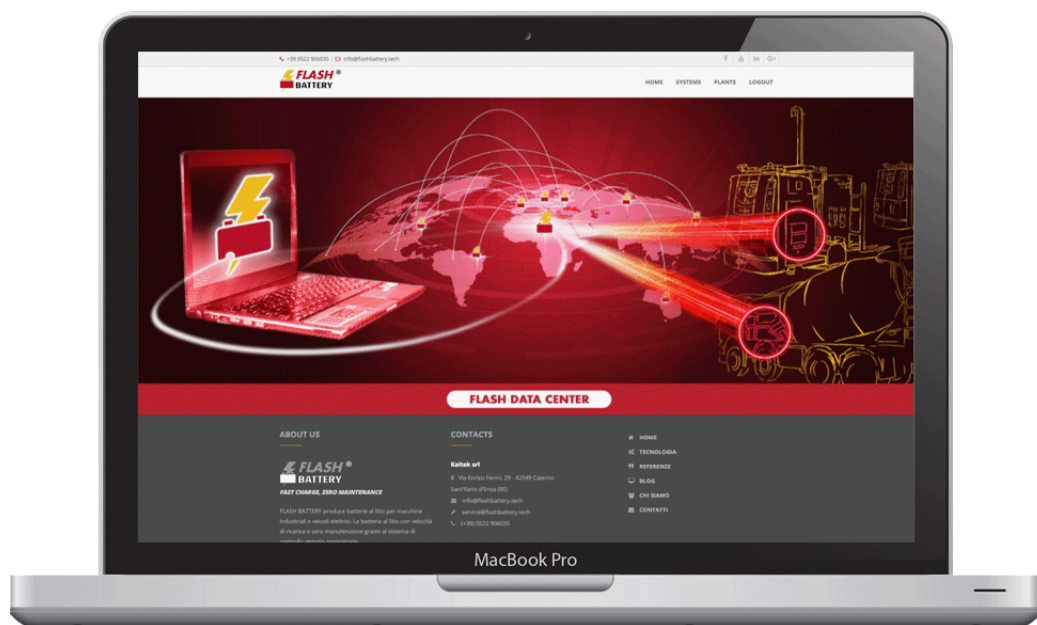 +39 0522 906035 | info@flashbattery.tech
FLASH ®
BATTERY
HOME SYSTEMS PLANTS LOGOUT
FLASH DATA CENTER
ABOUT US
FLASH ®
BATTERY
FAST CHARGE, ZERO MAINTENANCE
FLASH BATTERY produce batterie al litio per macchine
industriali e veicoli elettrici. La batteria al litio con velocità
di ricarica e zero manutenzione grazie al sistema di
controllo remoto proprietario.
CONTACTS
Kaitek srl
Via Enrico Fermi, 28 - 42049 Calerno
Sant'Ilario d'Enza (RE)
info@flashbattery.tech
service@flashbattery.tech
(+39) 0522 906035
HOME
TECNOLOGIA
REFERENZE
BLOG
CHI SIAMO
CONTATTI
MacBook Pro